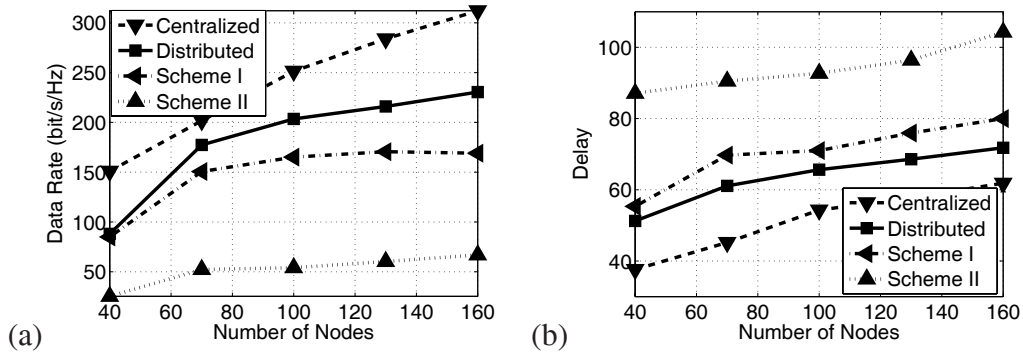 (a)
Data Rate (bit/s/Hz)
300
250
200
150
100
50
40 60 80 100 120 140 160
Number of Nodes
Centralized
Distributed
Scheme I
Scheme II
(b)
Delay
100
80
60
40
40 60 80 100 120 140 160
Number of Nodes
Centralized
Distributed
Scheme I
Scheme II